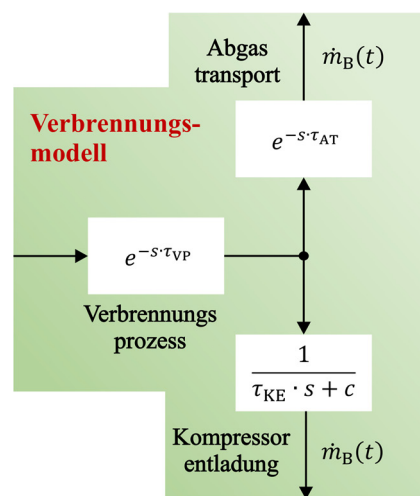 Abgas
transport
ṁ_B(t)
e^{-s·τ_AT}
Verbrennungs-
modell
e^{-s·τ_VP}
Verbrennungs
prozess
1
τ_KE · s + c
Kompressor
entladung
ṁ_B(t)